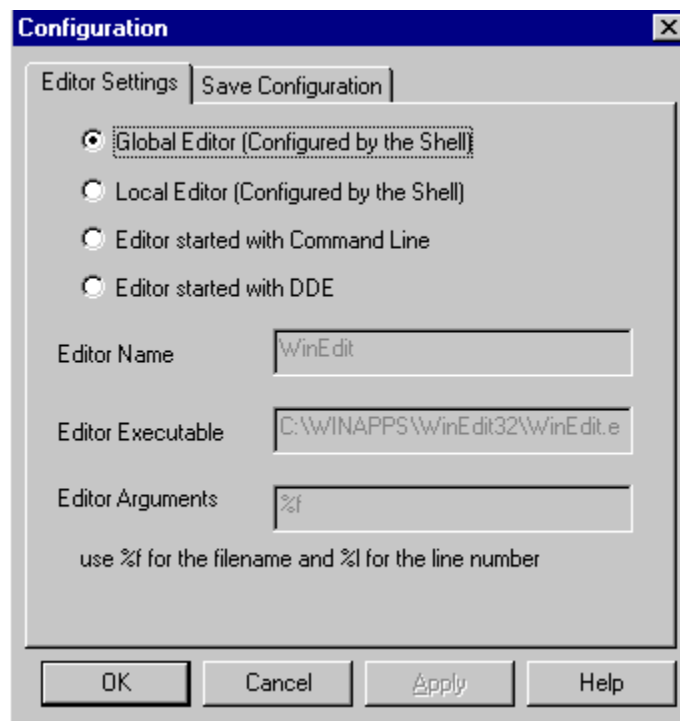 Configuration
Editor Settings
Save Configuration
Global Editor (Configured by the Shell)
Local Editor (Configured by the Shell)
Editor started with Command Line
Editor started with DDE
Editor Name
WinEdit
Editor Executable
C:\WINAPPS\WinEdit32\WinEdit.e
Editor Arguments
%f
use %f for the filename and %l for the line number
OK
Cancel
Apply
Help